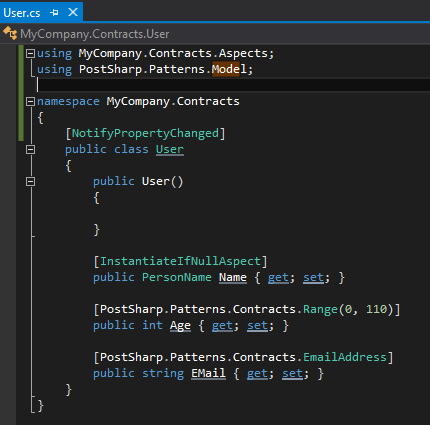 User.cs
MyCompany.Contracts.User
using MyCompany.Contracts.Aspects;
using PostSharp.Patterns.Model;
namespace MyCompany.Contracts
{
[NotifyPropertyChanged]
public class User
{
public User()
{
}
[InstantiateIfNullAspect]
public PersonName Name { get; set; }
[PostSharp.Patterns.Contracts.Range(0, 110)]
public int Age { get; set; }
[PostSharp.Patterns.Contracts.EmailAddress]
public string EMail { get; set; }
}
}